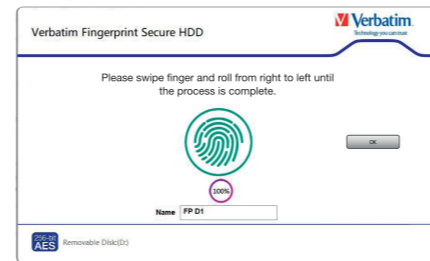 Verbatim Fingerprint Secure HDD
Verbatim.
Technology you can trust
Please swipe finger and roll from right to left until
the process is complete.
OK
100%
Name FP D1
256-bit
AES
Removable Disk(D:)